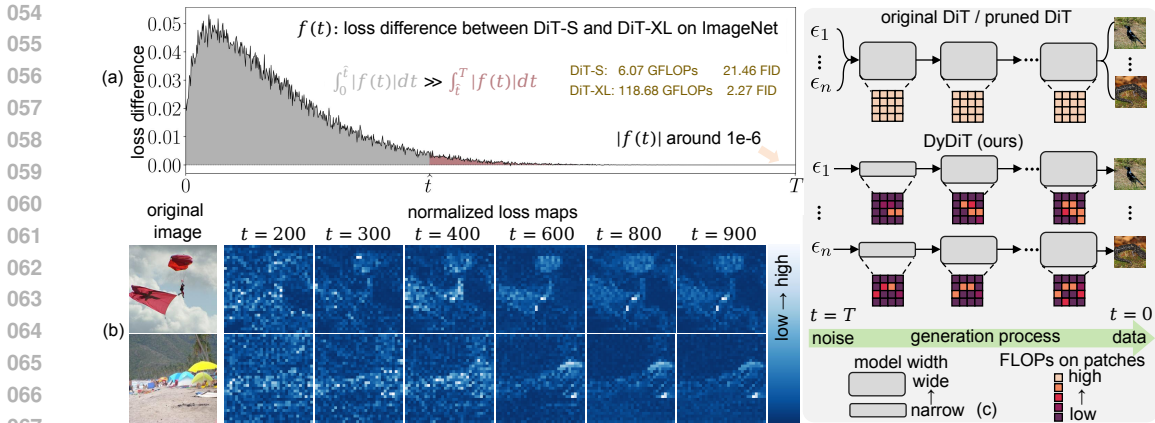 054
055
056
057
058
059
060
061
062
063
064
065
066
067
(a)
loss difference
0.05
0.04
0.03
0.02
0.01
0.00
f(t): loss difference between DiT-S and DiT-XL on ImageNet
∫₀^t̂ |f(t)|dt ≫ ∫_t̂^T |f(t)|dt
DiT-S: 6.07 GFLOPs 21.46 FID
DiT-XL: 118.68 GFLOPs 2.27 FID
|f(t)| around 1e-6
0 t̂ T
(b)
original
image
normalized loss maps
t = 200 t = 300 t = 400 t = 600 t = 800 t = 900
low → high
original DiT / pruned DiT
ϵ1
⋮
ϵn
DyDiT (ours)
ϵ1
⋮
ϵn
t = T t = 0
noise generation process data
model width
wide
↑
narrow (c)
FLOPs on patches
high
↑
low